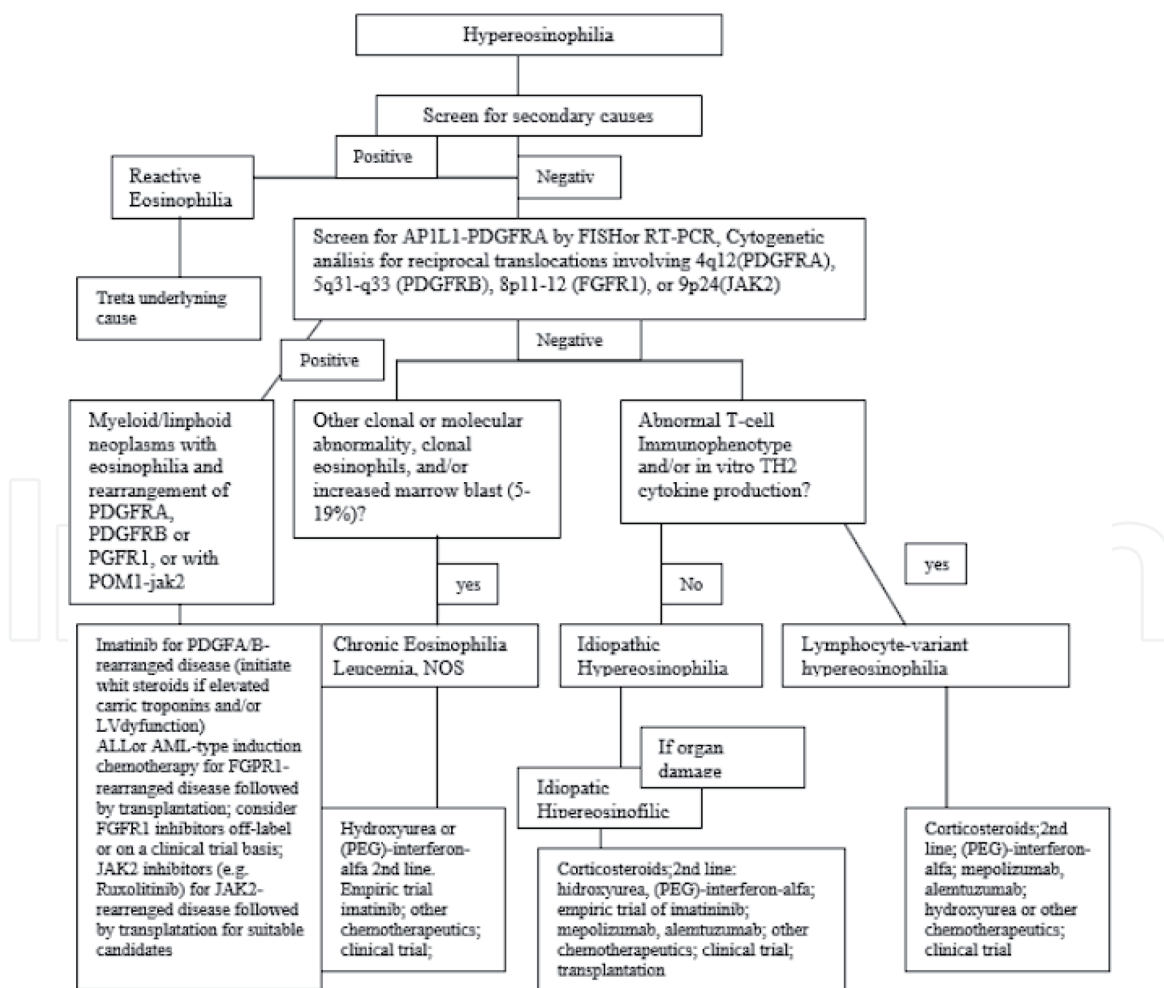 Hypereosinophilia
Screen for secondary causes
Positive
Negativ
Reactive
Eosinophilia
Treta underlyning
cause
Screen for AP1L1-PDGFRA by FISHor RT-PCR, Cytogenetic
análisis for reciprocal translocations involving 4q12(PDGFRA),
5q31-q33 (PDGFRB), 8p11-12 (FGFR1), or 9p24(JAK2)
Negative
Positive
Myeloid/linphoid
neoplasms with
eosinophilia and
rearrangement of
PDGFRA,
PDGFRB or
PGFR1, or with
POM1-jak2
Other clonal or molecular
abnormality, clonal
eosinophils, and/or
increased marrow blast (5-
19%)?
Abnormal T-cell
Immunophenotype
and/or in vitro TH2
cytokine production?
yes
No
yes
Imatinib for PDGFA/B-
rearranged disease (initiate
whit steroids if elevated
carric troponins and/or
LVdyfunction)
ALLor AML-type induction
chemotherapy for FGPR1-
rearranged disease followed
by transplantation; consider
FGFR1 inhibitors off-label
or on a clinical trial basis;
JAK2 inhibitors (e.g.
Ruxolitinib) for JAK2-
rearrenged disease followed
by transplatation for suitable
candidates
Chronic Eosinophilia
Leucemia, NOS
Idiopathic
Hypereosinophilia
Lymphocyte-variant
hypereosinophilia
If organ
damage
Idiopatic
Hipereosinofilic
Hydroxyurea or
(PEG)-interferon-
alfa 2nd line.
Empiric trial
imatinib; other
chemotherapeutics;
clinical trial;
Corticosteroids;2nd line:
hidroxyurea, (PEG)-interferon-alfa;
empiric trial of imatininib;
mepolizumab, alemtuzumab; other
chemotherapeutics; clinical trial;
transplantation
Corticosteroids;2nd
line; (PEG)-interferon-
alfa; mepolizumab,
alemtuzumab;
hydroxyurea or other
chemotherapeutics;
clinical trial